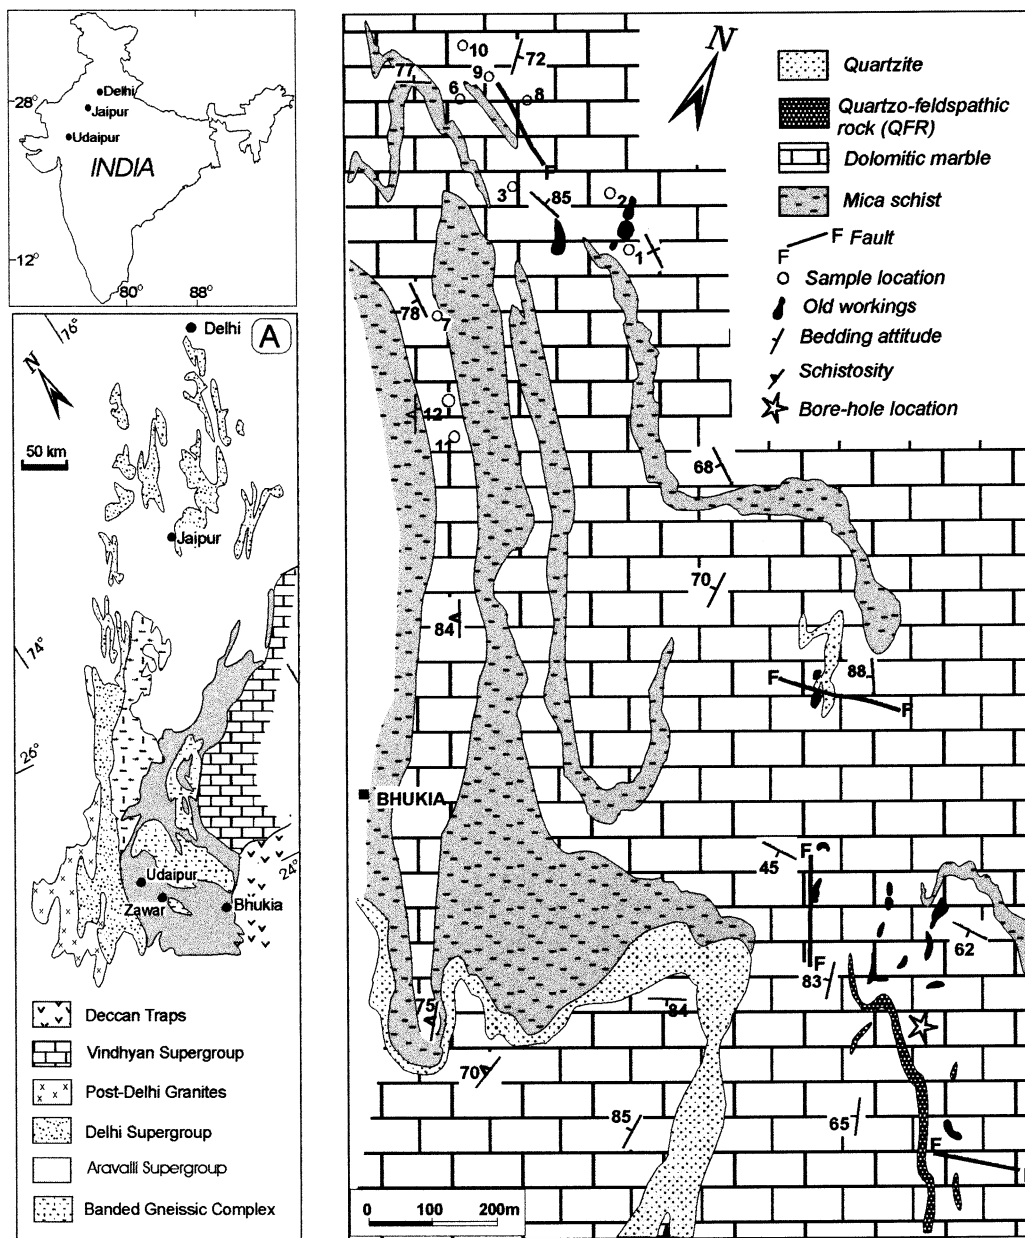 28°
Delhi
Jaipur
Udaipur
INDIA
12°
80°
88°
76°
Delhi
A
N
50 km
Jaipur
74°
26°
24°
Udaipur
Zawar
Bhukia
Deccan Traps
Vindhyan Supergroup
Post-Delhi Granites
Delhi Supergroup
Aravalli Supergroup
Banded Gneissic Complex
N
10
72
9
77
6
8
F
3
85
2
1
78
7
12
11
68
70
84
88
F
F
BHUKIA
45
F
62
F
83
75
84
70
85
65
F
F
0 100 200m
Quartzite
Quartzo-feldspathic
rock (QFR)
Dolomitic marble
Mica schist
F
F Fault
Sample location
Old workings
Bedding attitude
Schistosity
Bore-hole location